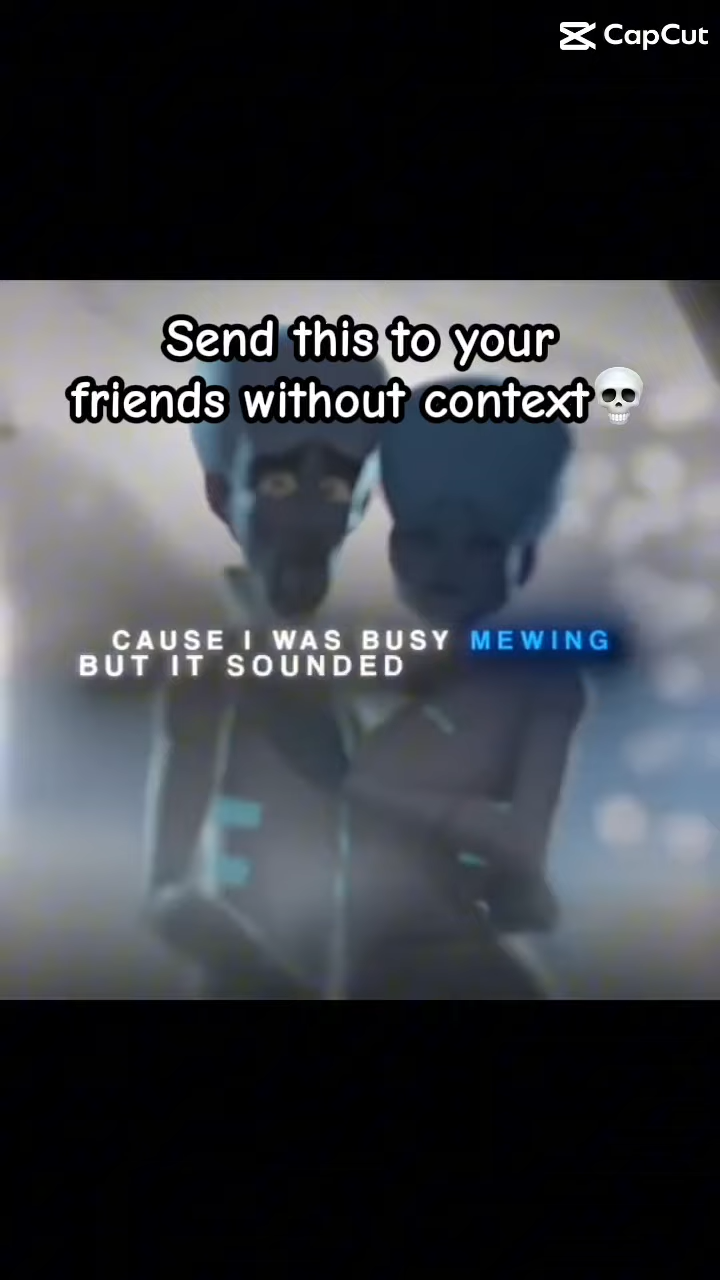 CapCut
Send this to your
friends without context💀
CAUSE I WAS BUSY MEWING
BUT IT SOUNDED